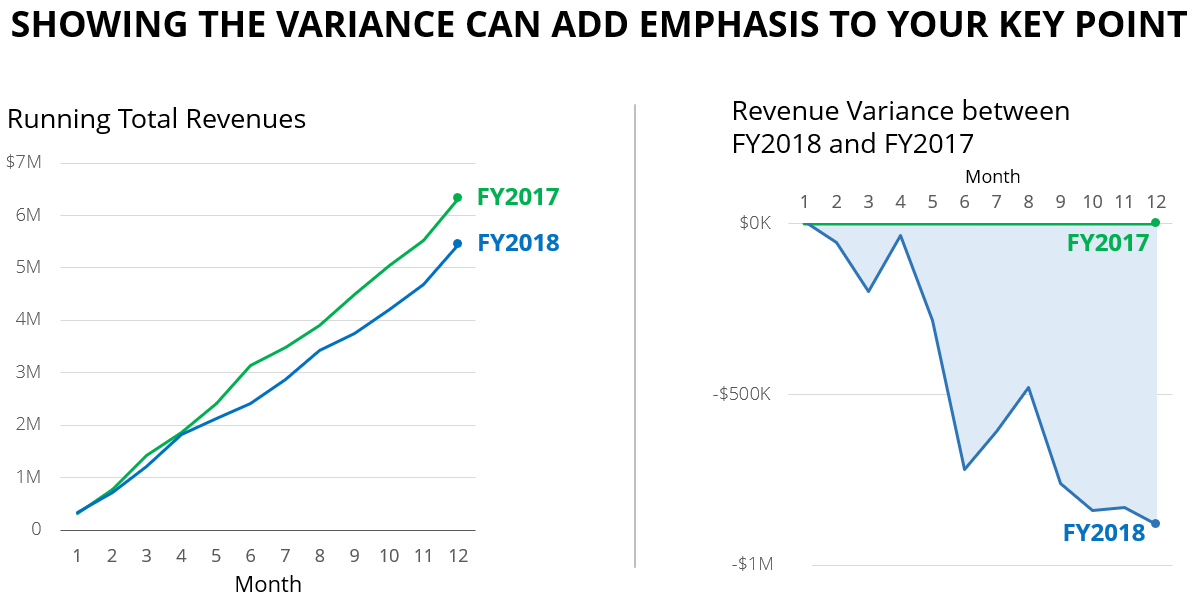 SHOWING THE VARIANCE CAN ADD EMPHASIS TO YOUR KEY POINT
Running Total Revenues
$7M
6M
5M
4M
3M
2M
1M
0
FY2017
FY2018
1 2 3 4 5 6 7 8 9 10 11 12
Month
Revenue Variance between
FY2018 and FY2017
Month
1 2 3 4 5 6 7 8 9 10 11 12
$0K
FY2017
-$500K
FY2018
-$1M